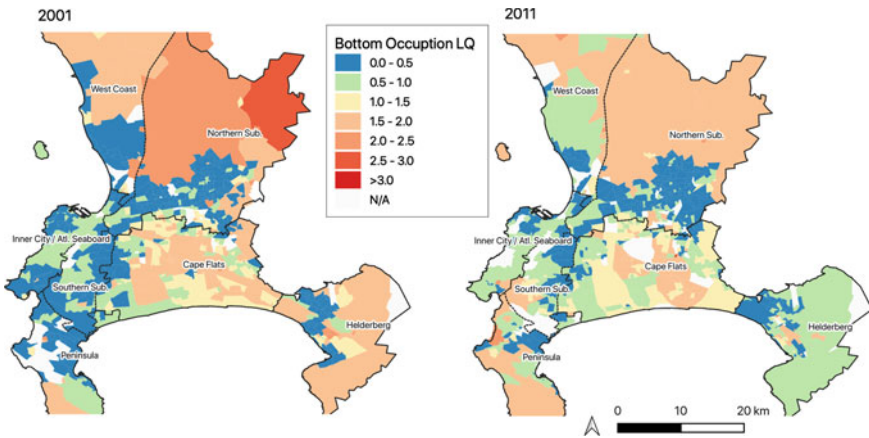 2001
2011
Bottom Occuption LQ
0.0 - 0.5
0.5 - 1.0
1.0 - 1.5
1.5 - 2.0
2.0 - 2.5
2.5 - 3.0
>3.0
N/A
West Coast
Northern Sub.
Inner City / Atl. Seaboard
Cape Flats
Southern Sub.
Helderberg
Peninsula
West Coast
Northern Sub.
Inner City / Atl. Seaboard
Cape Flats
Southern Sub.
Helderberg
Peninsula
0 10 20 km